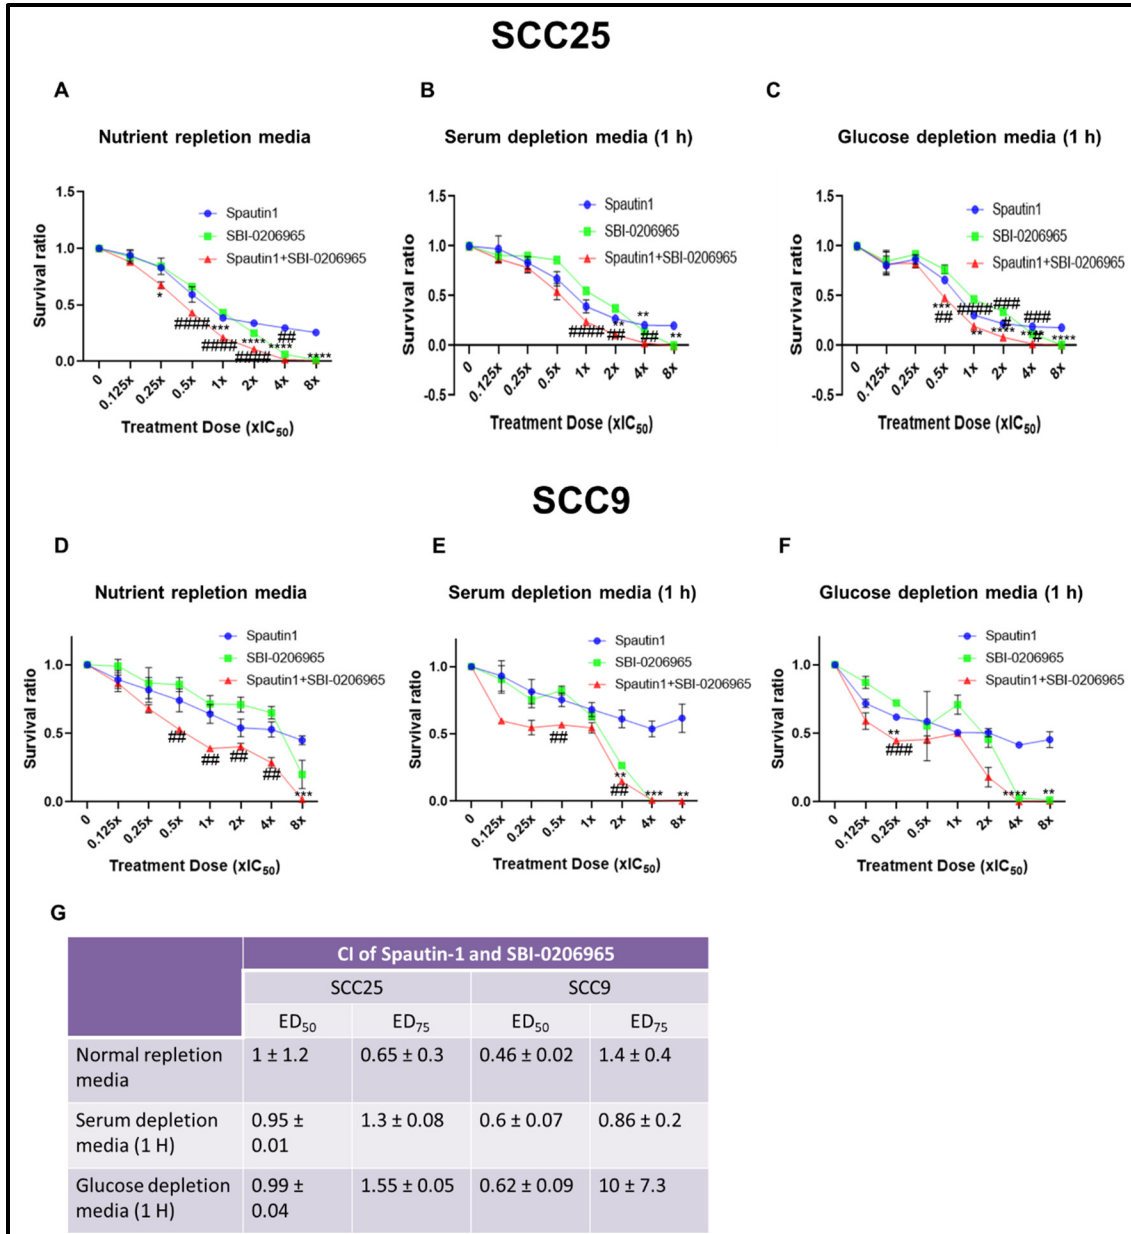 SCC25
A
B
C
Nutrient repletion media
Serum depletion media (1 h)
Glucose depletion media (1 h)
Survival ratio
1.5
1.0
0.5
0.0
Spautin1
SBI-0206965
Spautin1+SBI-0206965
*
####
***
####
****
####
##
****
****
0
0.125x
0.25x
0.5x
1x
2x
4x
8x
Treatment Dose (xIC50)
Survival ratio
1.5
1.0
0.5
0.0
-0.5
Spautin1
SBI-0206965
Spautin1+SBI-0206965
####
**
##
**
##
**
0
0.125x
0.25x
0.5x
1x
2x
4x
8x
Treatment Dose (xIC50)
Survival ratio
1.5
1.0
0.5
0.0
-0.5
Spautin1
SBI-0206965
Spautin1+SBI-0206965
***
##
####
**
###
#
****
###
****
#
****
0
0.125x
0.25x
0.5x
1x
2x
4x
8x
Treatment Dose (xIC50)
SCC9
D
E
F
Nutrient repletion media
Serum depletion media (1 h)
Glucose depletion media (1 h)
Survival ratio
1.0
0.5
0.0
Spautin1
SBI-0206965
Spautin1+SBI-0206965
##
##
##
##
***
0
0.125x
0.25x
0.5x
1x
2x
4x
8x
Treatment Dose (xIC50)
Survival ratio
1.0
0.5
0.0
Spautin1
SBI-0206965
Spautin1+SBI-0206965
##
**
##
***
**
0
0.125x
0.25x
0.5x
1x
2x
4x
8x
Treatment Dose (xIC50)
Survival ratio
1.0
0.5
0.0
Spautin1
SBI-0206965
Spautin1+SBI-0206965
**
###
****
**
0
0.125x
0.25x
0.5x
1x
2x
4x
8x
Treatment Dose (xIC50)
G
CI of Spautin-1 and SBI-0206965
SCC25 SCC9
ED50 ED75 ED50 ED75
Normal repletion media 1 ± 1.2 0.65 ± 0.3 0.46 ± 0.02 1.4 ± 0.4
Serum depletion media (1 H) 0.95 ± 0.01 1.3 ± 0.08 0.6 ± 0.07 0.86 ± 0.2
Glucose depletion media (1 H) 0.99 ± 0.04 1.55 ± 0.05 0.62 ± 0.09 10 ± 7.3